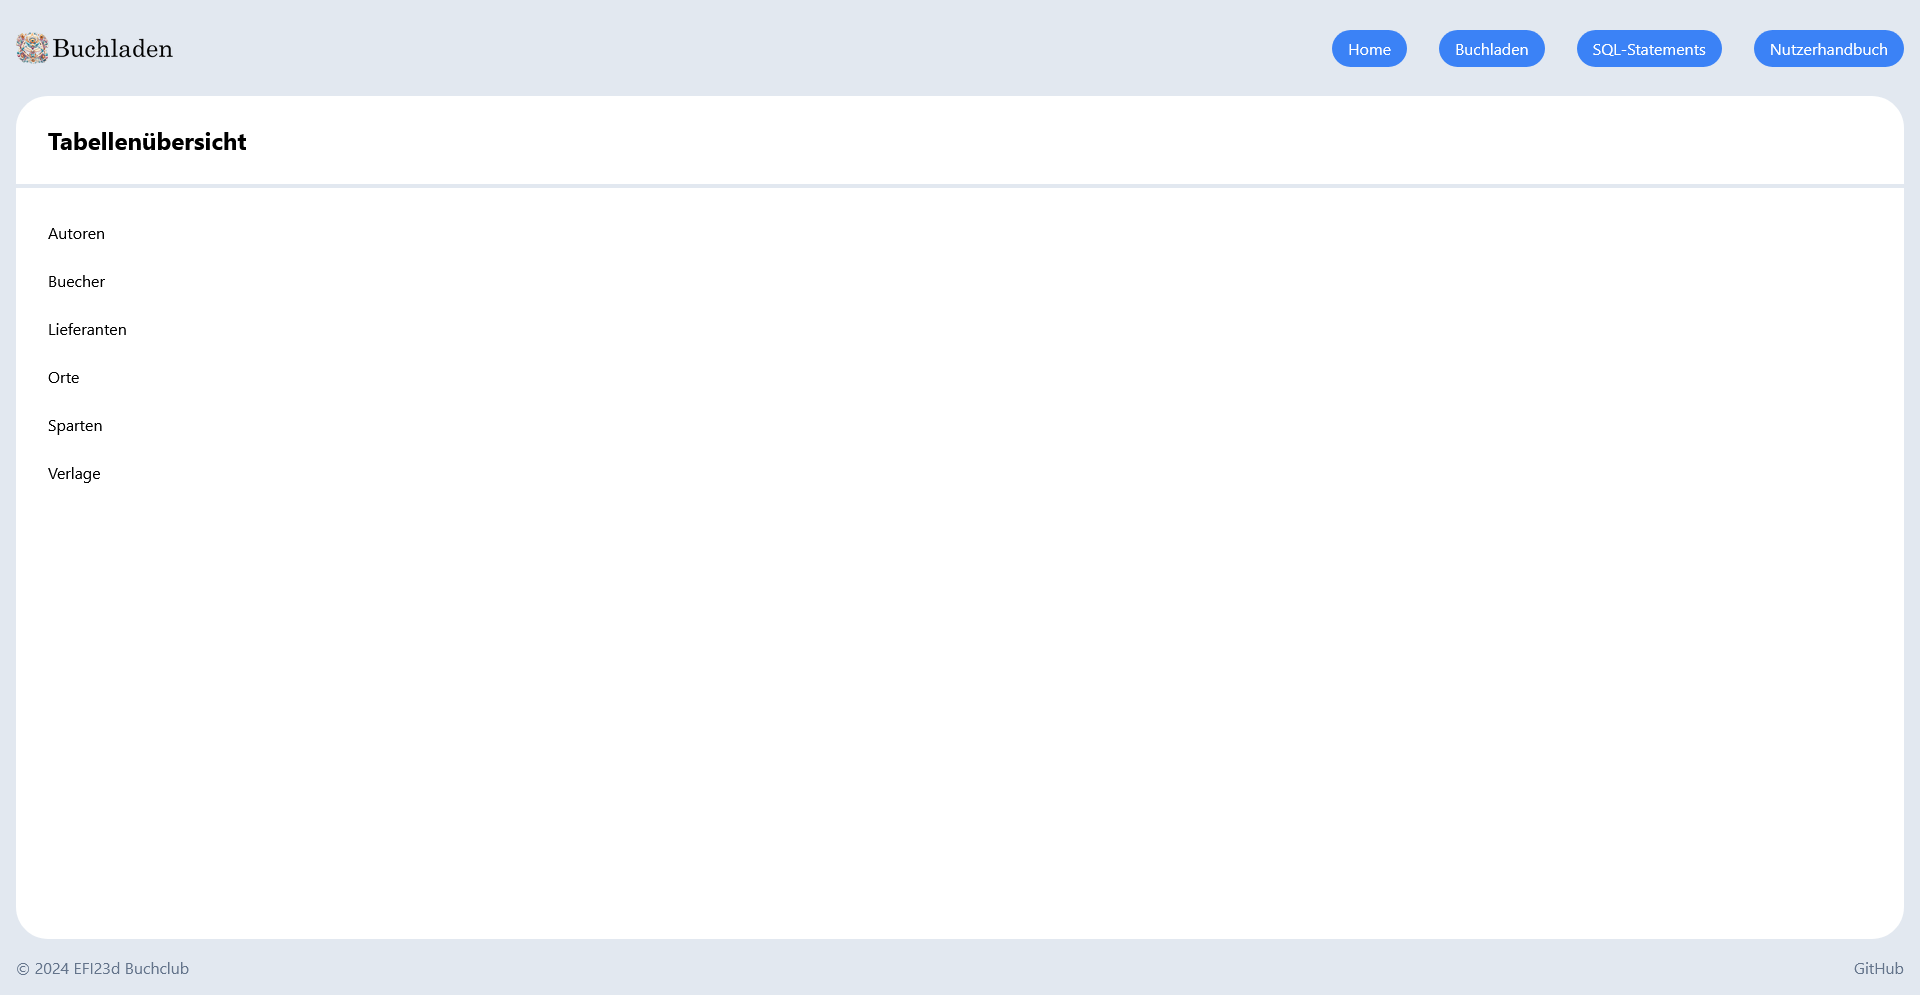 Buchladen
Home
Buchladen
SQL-Statements
Nutzerhandbuch
Tabellenübersicht
Autoren
Buecher
Lieferanten
Orte
Sparten
Verlage
© 2024 EFI23d Buchclub
GitHub